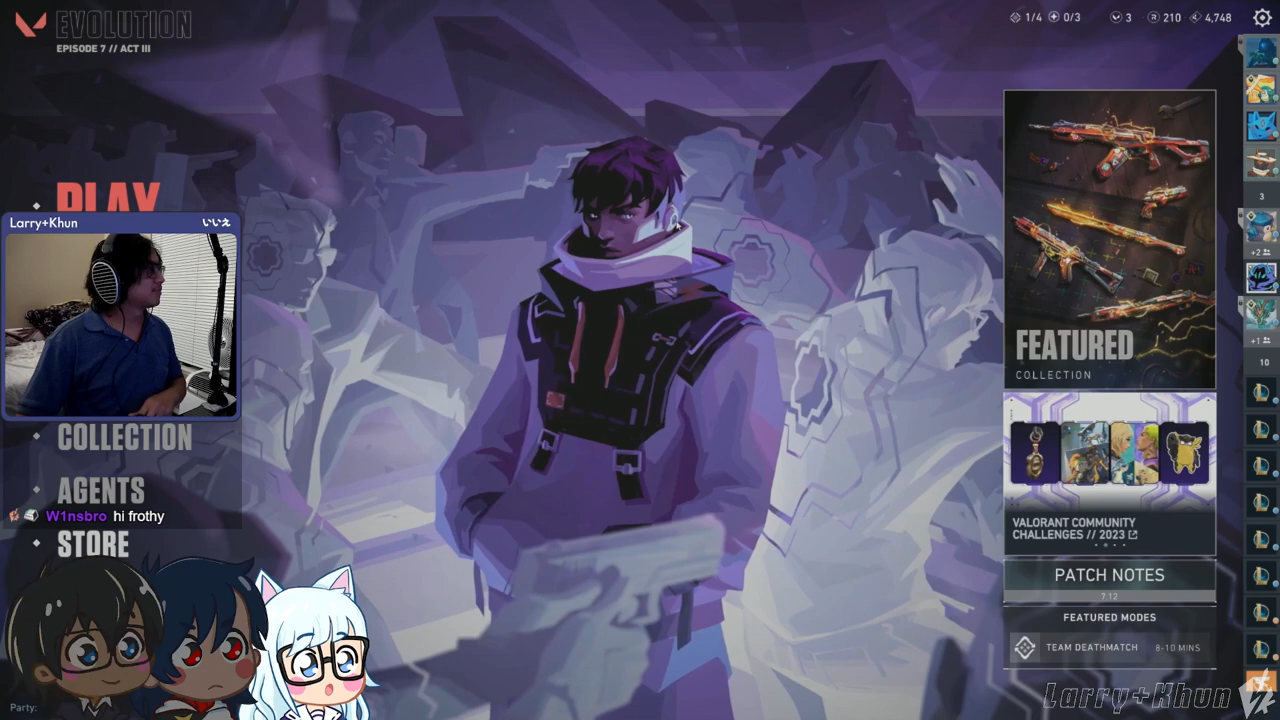 EVOLUTION
EPISODE 7 // ACT III
1/4
0/3
3
210
4,748
PLAY
Larry+Khun
いいえ
COLLECTION
AGENTS
W1nsbro hi frothy
STORE
Party:
FEATURED
COLLECTION
VALORANT COMMUNITY
CHALLENGES // 2023
PATCH NOTES
7.12
FEATURED MODES
TEAM DEATHMATCH 8-10 MINS
3
+2
+1
10
Larry+Khun